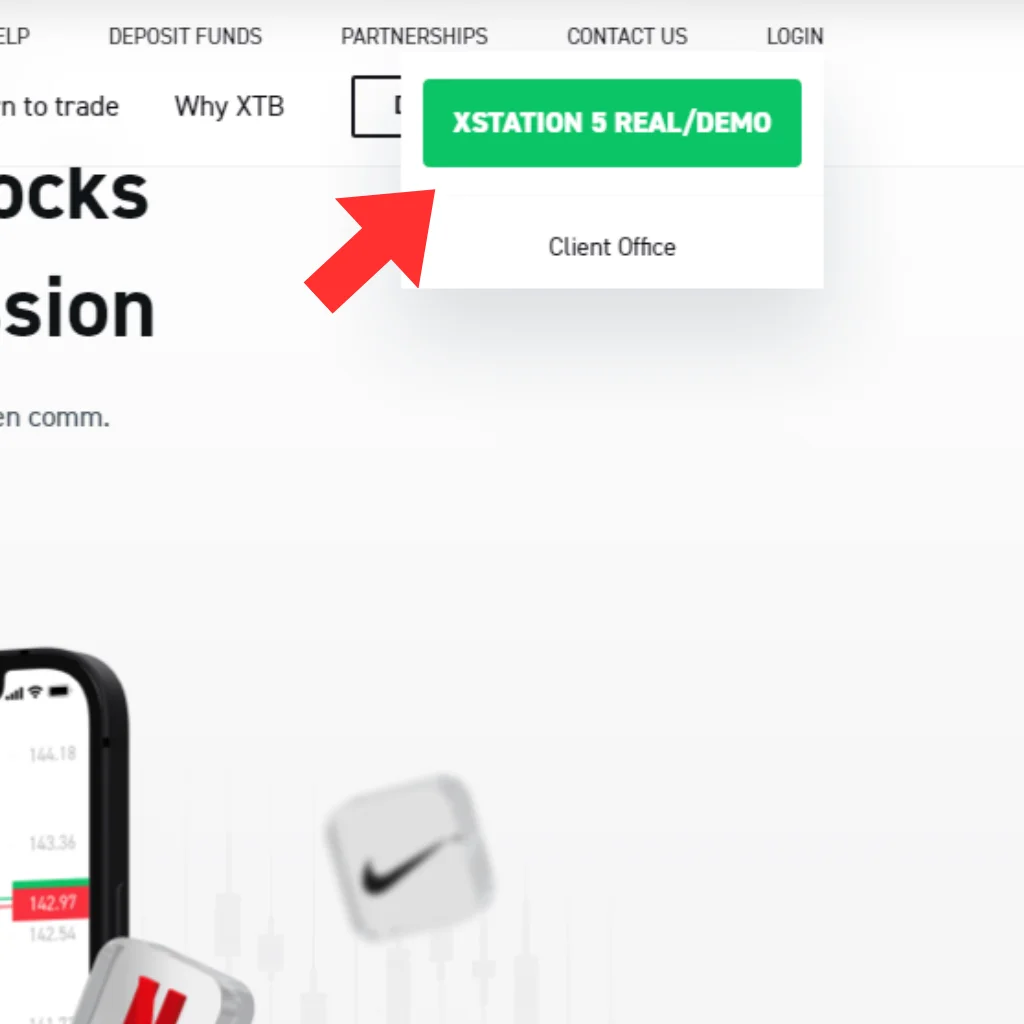 ELP DEPOSIT FUNDS PARTNERSHIPS CONTACT US LOGIN
n to trade Why XTB D
XSTATION 5 REAL/DEMO
Client Office
ocks
sion
en comm.
144.18
143.36
142.97
142.54